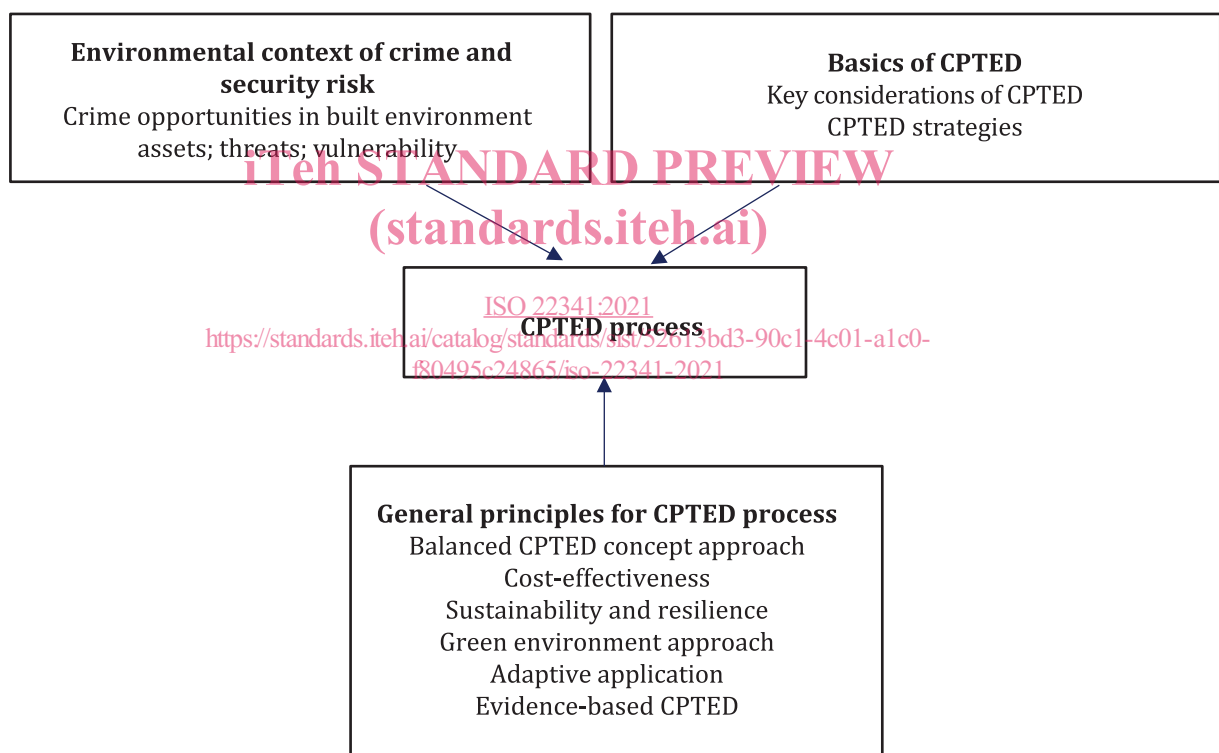 Environmental context of crime and
security risk
Crime opportunities in built environment
assets; threats; vulnerability
Basics of CPTED
Key considerations of CPTED
CPTED strategies
iTeh STANDARD PREVIEW
(standards.iteh.ai)
ISO 22341:2021
CPTED process
https://standards.iteh.ai/catalog/standards/sist/52613bd3-90c1-4c01-a1c0-
f80495c24865/iso-22341-2021
General principles for CPTED process
Balanced CPTED concept approach
Cost-effectiveness
Sustainability and resilience
Green environment approach
Adaptive application
Evidence-based CPTED